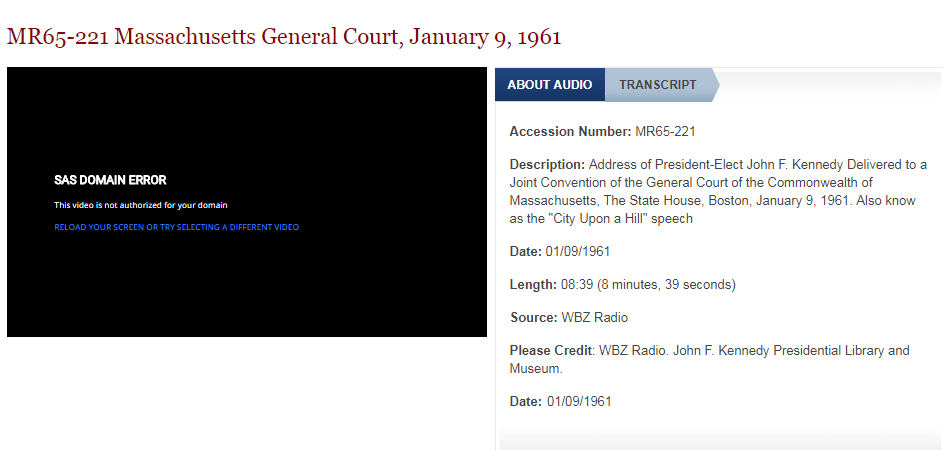 MR65-221 Massachusetts General Court, January 9, 1961
SAS DOMAIN ERROR
This video is not authorized for your domain
RELOAD YOUR SCREEN OR TRY SELECTING A DIFFERENT VIDEO
ABOUT AUDIO
TRANSCRIPT
Accession Number: MR65-221
Description: Address of President-Elect John F. Kennedy Delivered to a
Joint Convention of the General Court of the Commonwealth of
Massachusetts, The State House, Boston, January 9, 1961. Also know
as the "City Upon a Hill" speech
Date: 01/09/1961
Length: 08:39 (8 minutes, 39 seconds)
Source: WBZ Radio
Please Credit: WBZ Radio. John F. Kennedy Presidential Library and
Museum.
Date: 01/09/1961